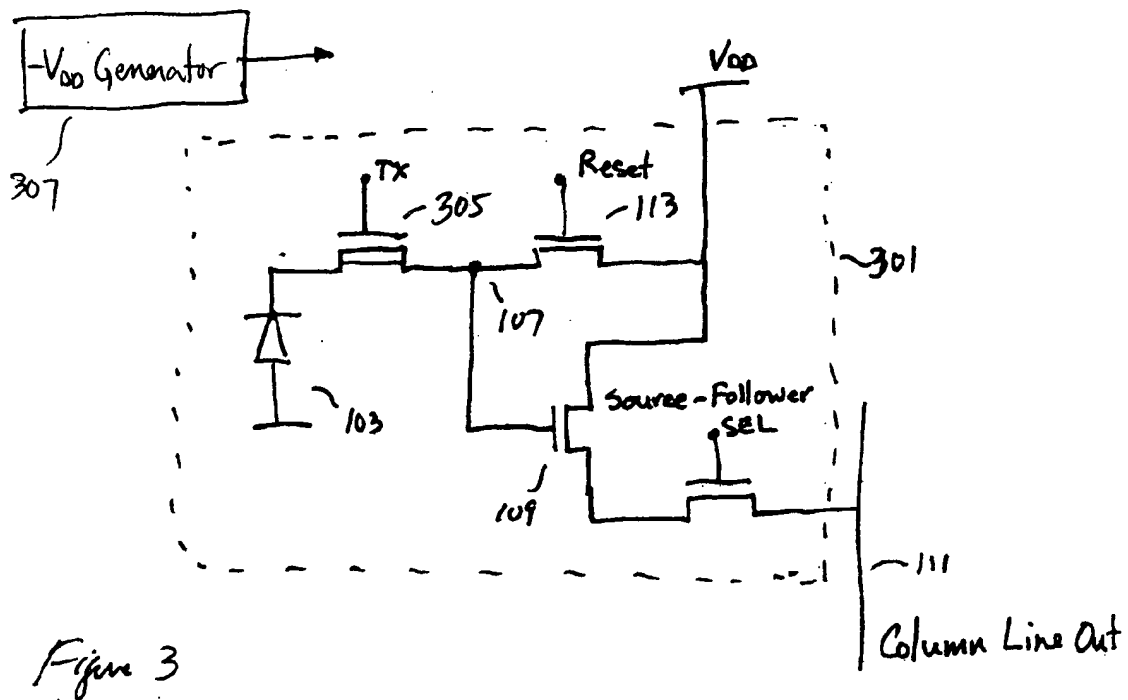 -VDD Generator
307
VDD
TX
305
Reset
113
301
107
103
Source-Follower
SEL
109
111
Column Line Out
Figure 3